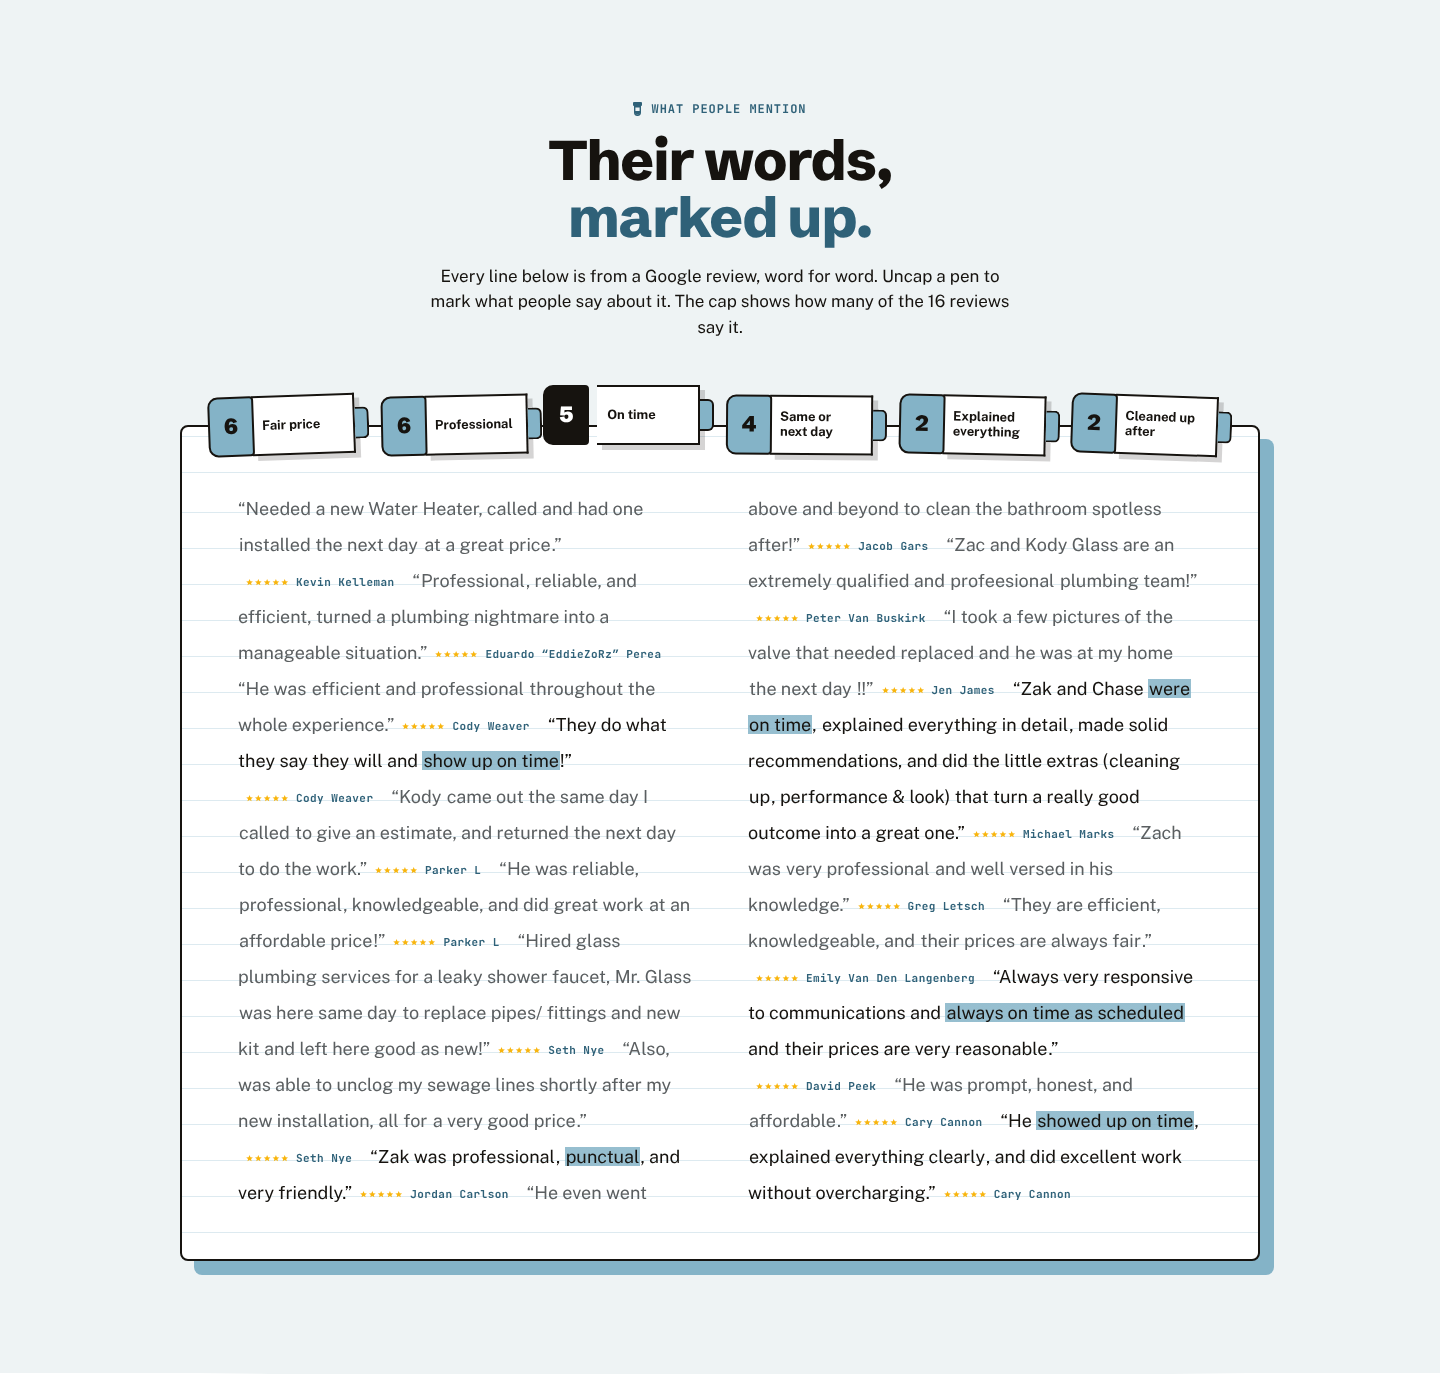 WHAT PEOPLE MENTION
Their words,
marked up.
Every line below is from a Google review, word for word. Uncap a pen to
mark what people say about it. The cap shows how many of the 16 reviews
say it.
6 Fair price
6 Professional
5 On time
4 Same or
next day
2 Explained
everything
2 Cleaned up
after
“Needed a new Water Heater, called and had one
installed the next day at a great price.”
★★★★★ Kevin Kelleman “Professional, reliable, and
efficient, turned a plumbing nightmare into a
manageable situation.” ★★★★★ Eduardo “EddieZoRz” Perea
“He was efficient and professional throughout the
whole experience.” ★★★★★ Cody Weaver “They do what
they say they will and show up on time!”
★★★★★ Cody Weaver “Kody came out the same day I
called to give an estimate, and returned the next day
to do the work.” ★★★★★ Parker L “He was reliable,
professional, knowledgeable, and did great work at an
affordable price!” ★★★★★ Parker L “Hired glass
plumbing services for a leaky shower faucet, Mr. Glass
was here same day to replace pipes/ fittings and new
kit and left here good as new!” ★★★★★ Seth Nye “Also,
was able to unclog my sewage lines shortly after my
new installation, all for a very good price.”
★★★★★ Seth Nye “Zak was professional, punctual, and
very friendly.” ★★★★★ Jordan Carlson “He even went
above and beyond to clean the bathroom spotless
after!” ★★★★★ Jacob Gars “Zac and Kody Glass are an
extremely qualified and profeesional plumbing team!”
★★★★★ Peter Van Buskirk “I took a few pictures of the
valve that needed replaced and he was at my home
the next day !!” ★★★★★ Jen James “Zak and Chase were
on time, explained everything in detail, made solid
recommendations, and did the little extras (cleaning
up, performance & look) that turn a really good
outcome into a great one.” ★★★★★ Michael Marks “Zach
was very professional and well versed in his
knowledge.” ★★★★★ Greg Letsch “They are efficient,
knowledgeable, and their prices are always fair.”
★★★★★ Emily Van Den Langenberg “Always very responsive
to communications and always on time as scheduled
and their prices are very reasonable.”
★★★★★ David Peek “He was prompt, honest, and
affordable.” ★★★★★ Cary Cannon “He showed up on time,
explained everything clearly, and did excellent work
without overcharging.” ★★★★★ Cary Cannon